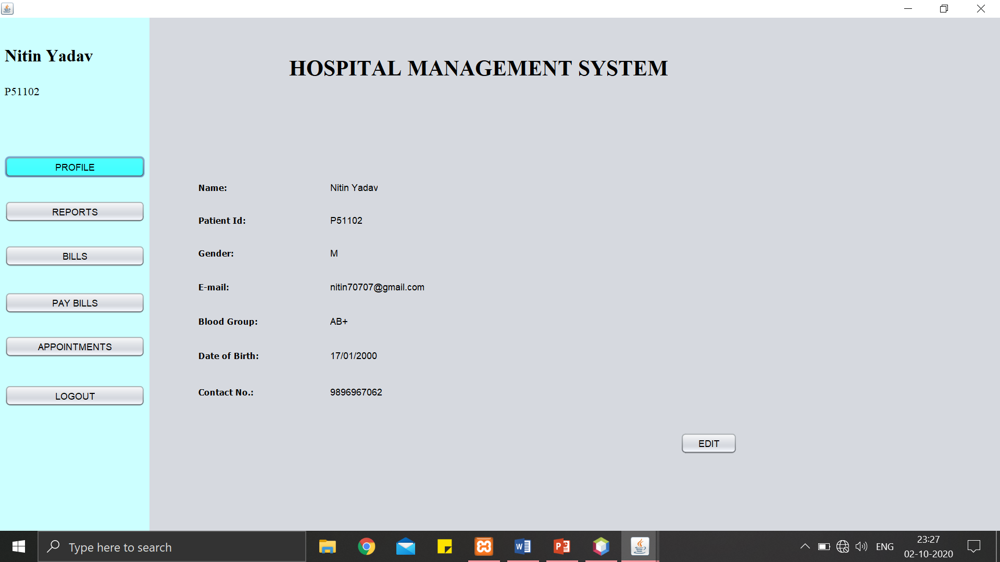 Nitin Yadav
P51102
HOSPITAL MANAGEMENT SYSTEM
PROFILE
REPORTS
BILLS
PAY BILLS
APPOINTMENTS
LOGOUT
Name: Nitin Yadav
Patient Id: P51102
Gender: M
E-mail: nitin70707@gmail.com
Blood Group: AB+
Date of Birth: 17/01/2000
Contact No.: 9896967062
EDIT
Type here to search
ENG
23:27
02-10-2020